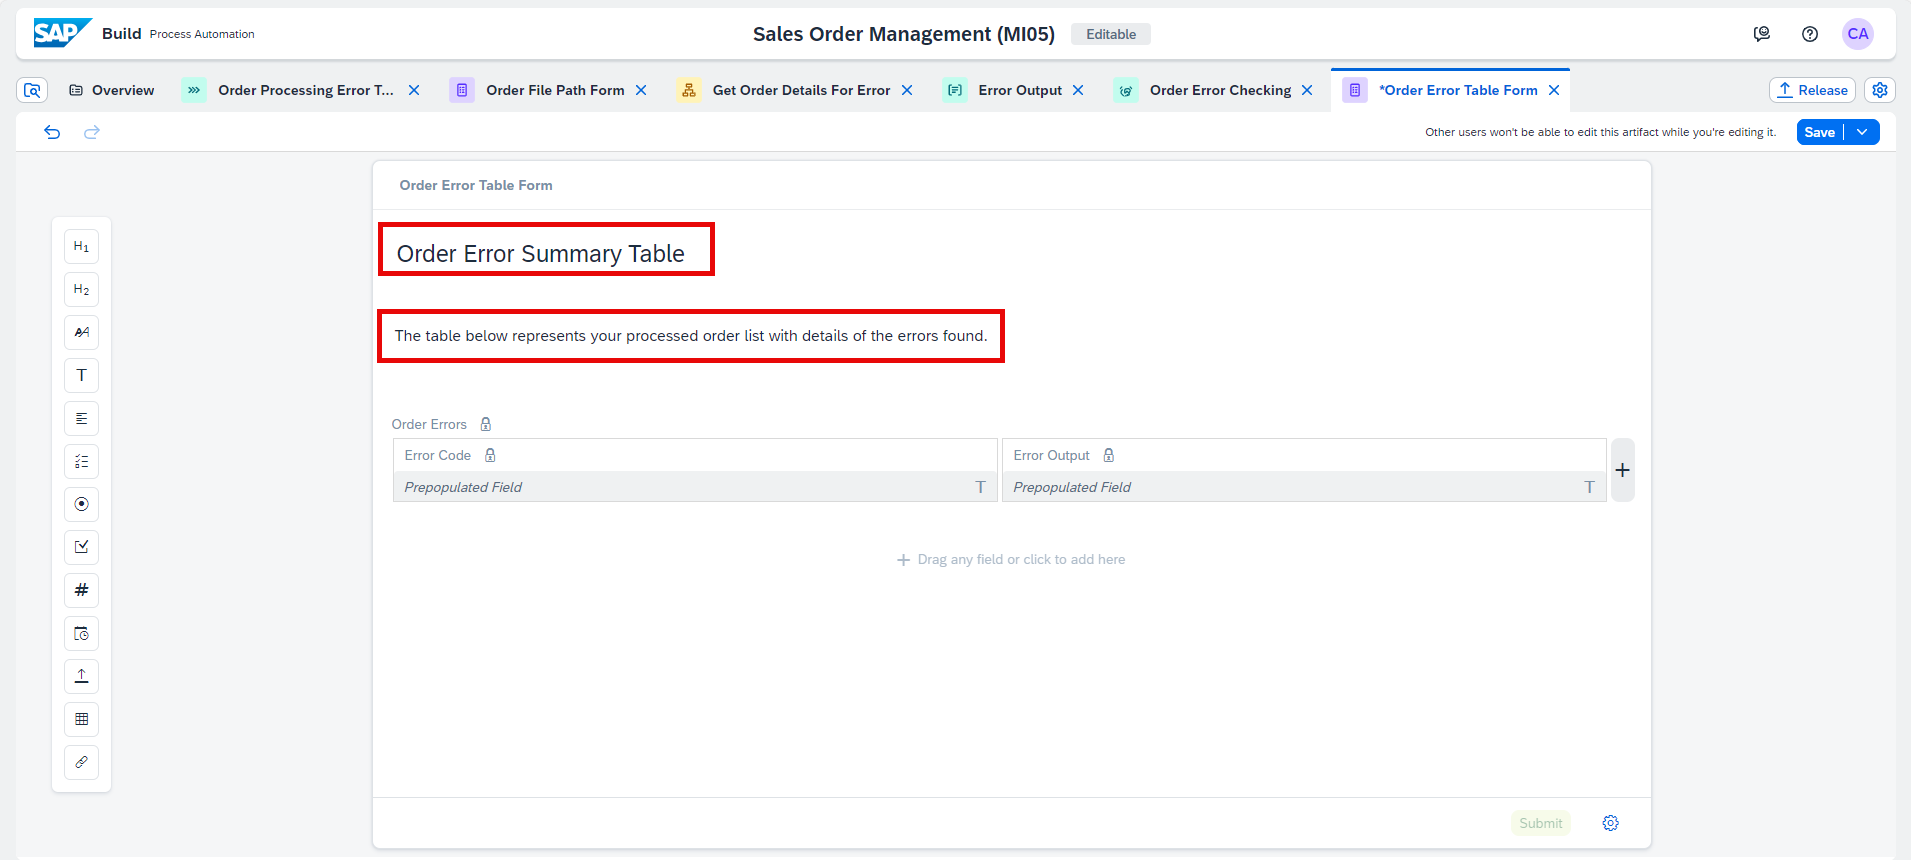 SAP Build Process Automation
Sales Order Management (MI05) Editable
CA
Overview
Order Processing Error T...
Order File Path Form
Get Order Details For Error
Error Output
Order Error Checking
*Order Error Table Form
Release
Other users won't be able to edit this artifact while you're editing it.
Save
Order Error Table Form
H1
H2
AA
T
#
Order Error Summary Table
The table below represents your processed order list with details of the errors found.
Order Errors
Error Code
Error Output
Prepopulated Field T
Prepopulated Field T
+
+ Drag any field or click to add here
Submit